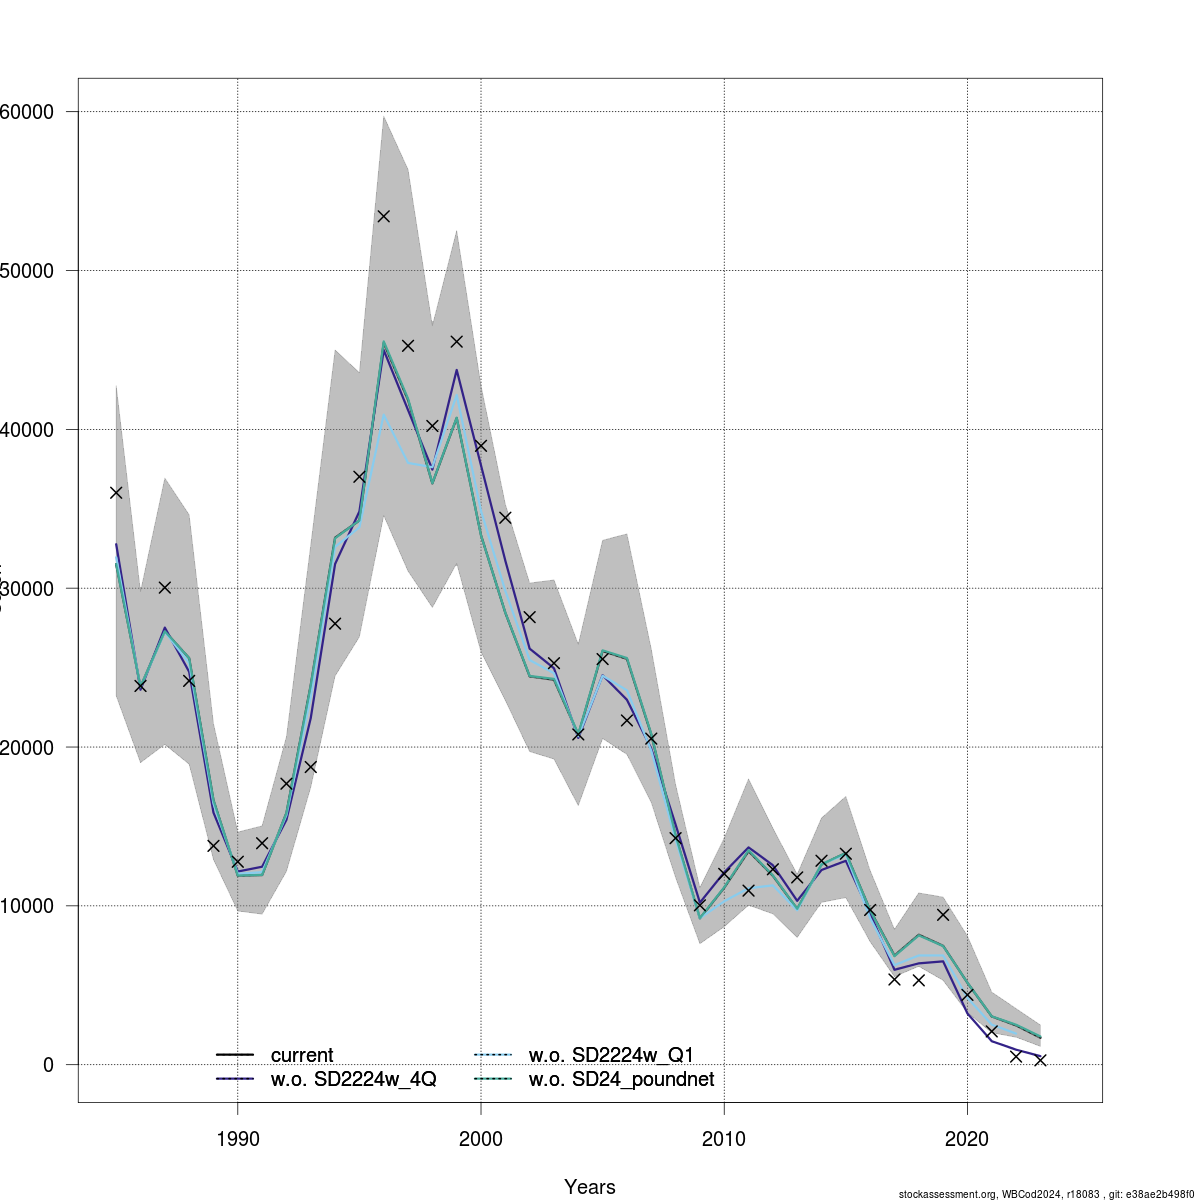 60000
50000
40000
30000
20000
10000
0
current
w.o. SD2224w_4Q
w.o. SD2224w_Q1
w.o. SD24_poundnet
1990
2000
2010
2020
Years
stockassessment.org, WBCod2024, r18083 , git: e38ae2b498f0